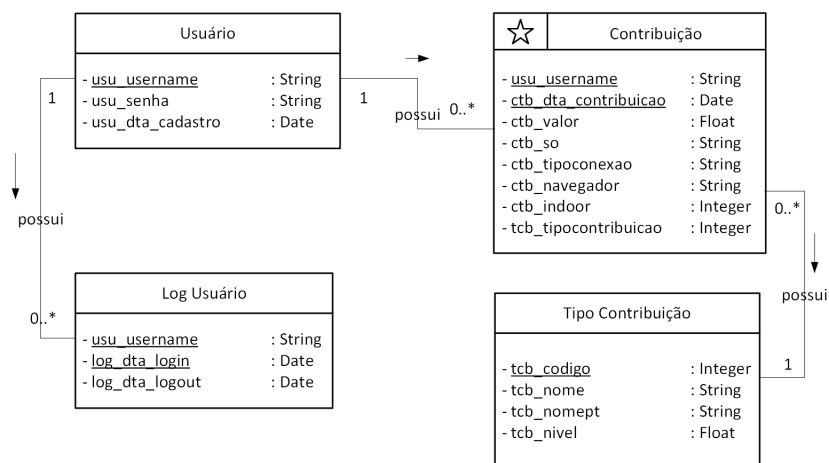 Usuário
- usu_username : String
- usu_senha : String
- usu_dta_cadastro : Date
1
1
possui
0..*
possui
0..*
Contribuição
- usu_username : String
- ctb_dta_contribuicao : Date
- ctb_valor : Float
- ctb_so : String
- ctb_tipoconexao : String
- ctb_navegador : String
- ctb_indoor : Integer
- tcb_tipocontribuicao : Integer
0..*
possui
1
Log Usuário
- usu_username : String
- log_dta_login : Date
- log_dta_logout : Date
Tipo Contribuição
- tcb_codigo : Integer
- tcb_nome : String
- tcb_nomept : String
- tcb_nivel : Float